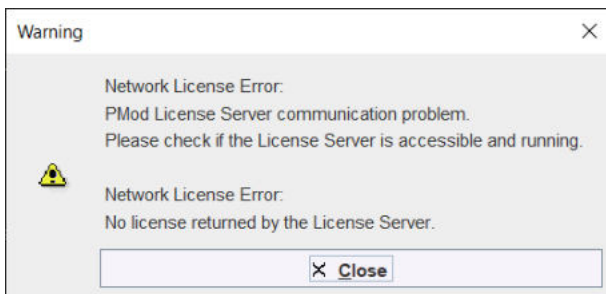 Warning
Network License Error:
PMod License Server communication problem.
Please check if the License Server is accessible and running.
Network License Error:
No license returned by the License Server.
Close